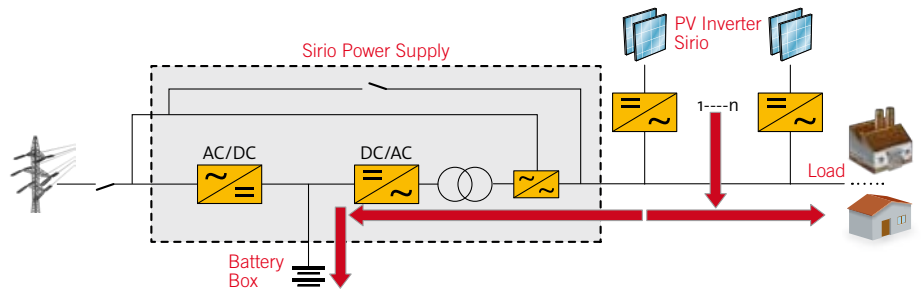 PV Inverter
Sirio
Sirio Power Supply
1----n
AC/DC
DC/AC
Load
Battery
Box